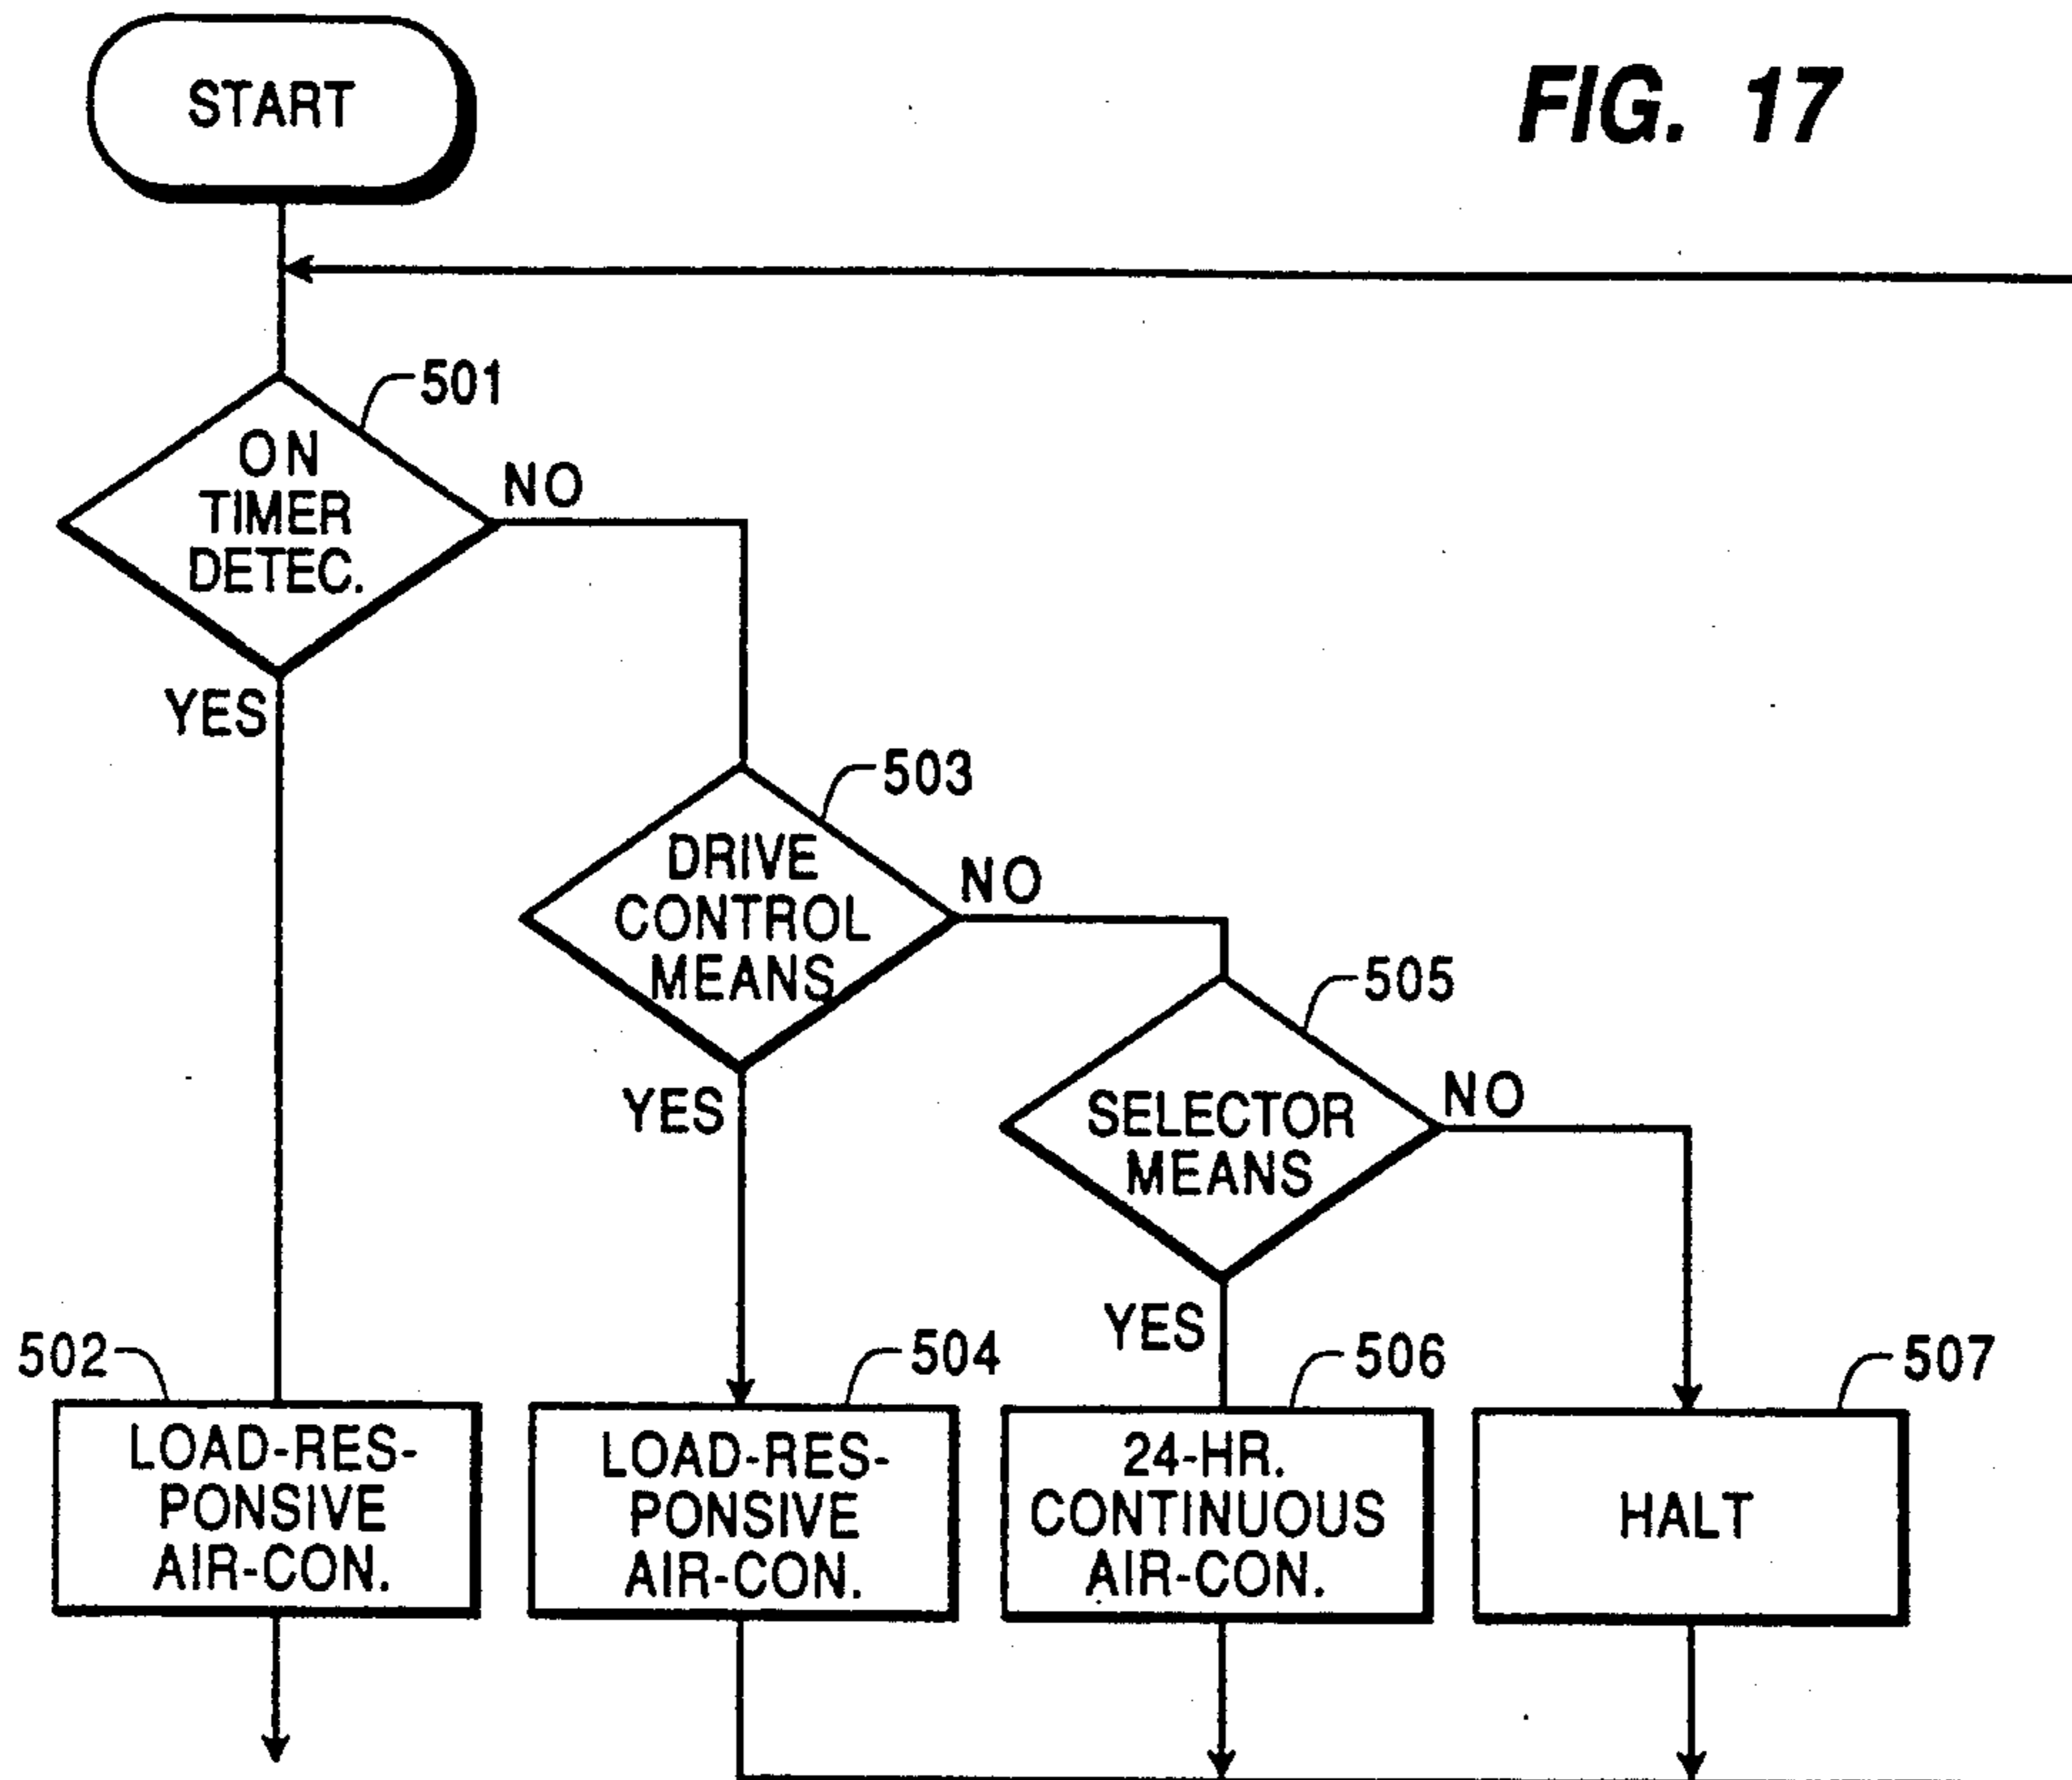 START
FIG. 17
501
ON
TIMER
DETEC.
NO
YES
503
DRIVE
CONTROL
MEANS
NO
YES
505
SELECTOR
MEANS
NO
YES
502
LOAD-RES-
PONSIVE
AIR-CON.
504
LOAD-RES-
PONSIVE
AIR-CON.
506
24-HR.
CONTINUOUS
AIR-CON.
507
HALT